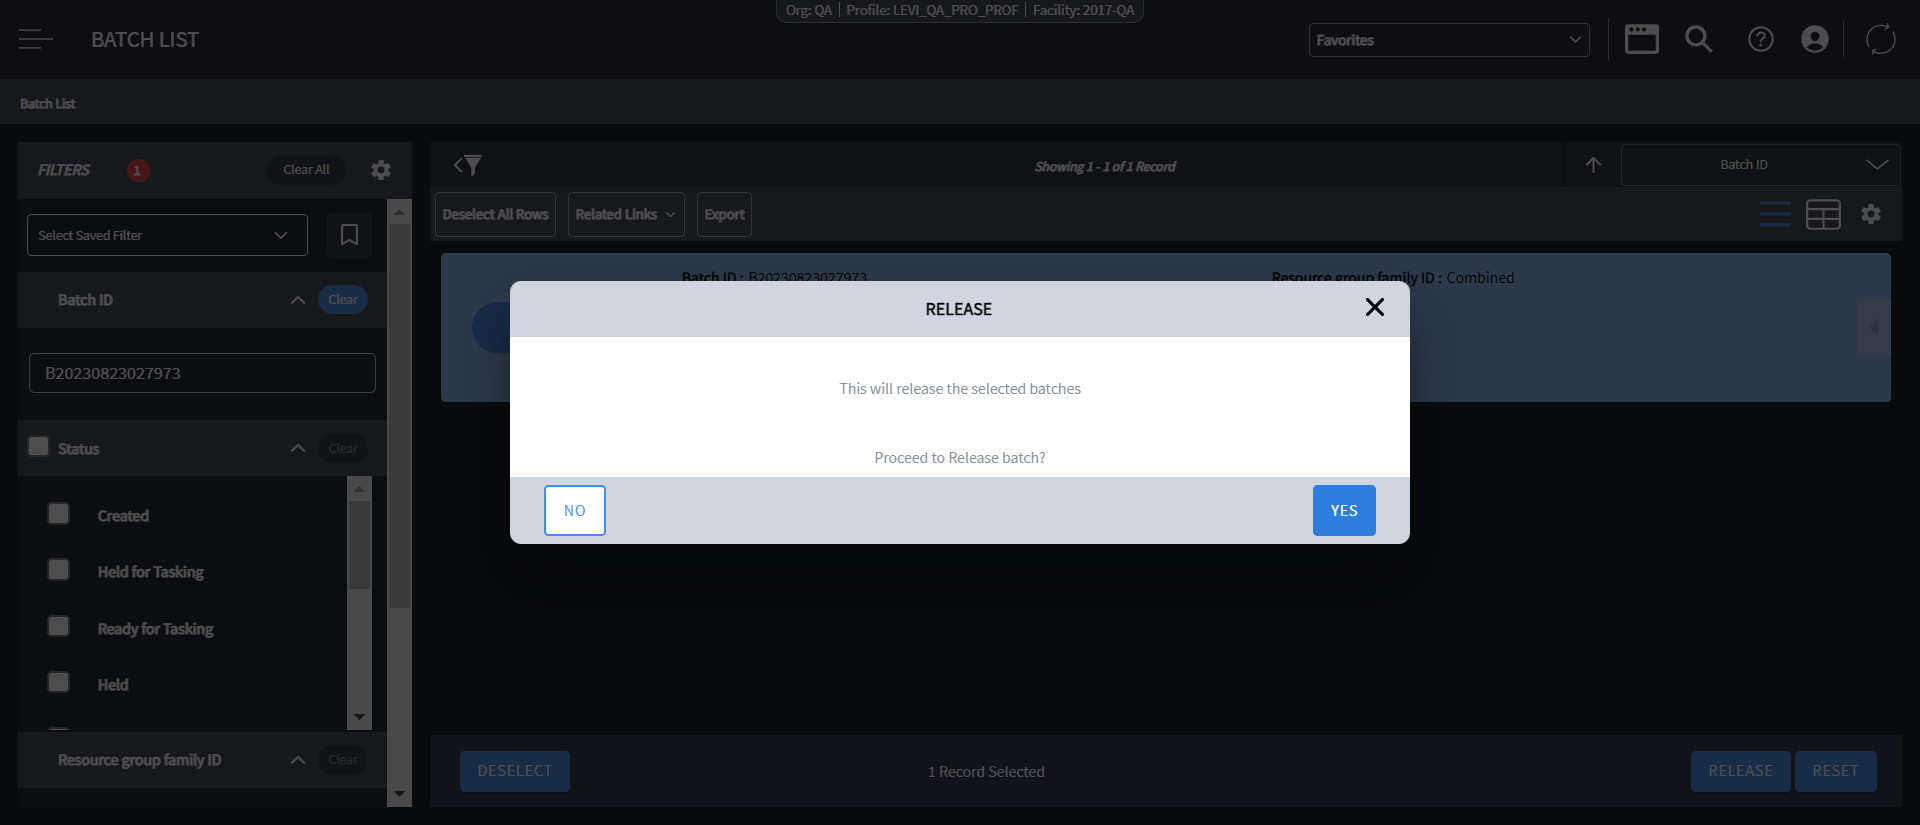 Org: QA | Profile: LEVI_QA_PRO_PROF | Facility: 2017-QA
BATCH LIST
Favorites
Batch List
FILTERS
1
Clear All
Select Saved Filter
Batch ID
Clear
B20230823027973
Status
Clear
Created
Held for Tasking
Ready for Tasking
Held
Resource group family ID
Clear
Showing 1 - 1 of 1 Record
Batch ID
Deselect All Rows
Related Links
Export
Batch ID : B20230823027973
Resource group family ID : Combined
RELEASE
This will release the selected batches
Proceed to Release batch?
NO
YES
DESELECT
1 Record Selected
RELEASE
RESET